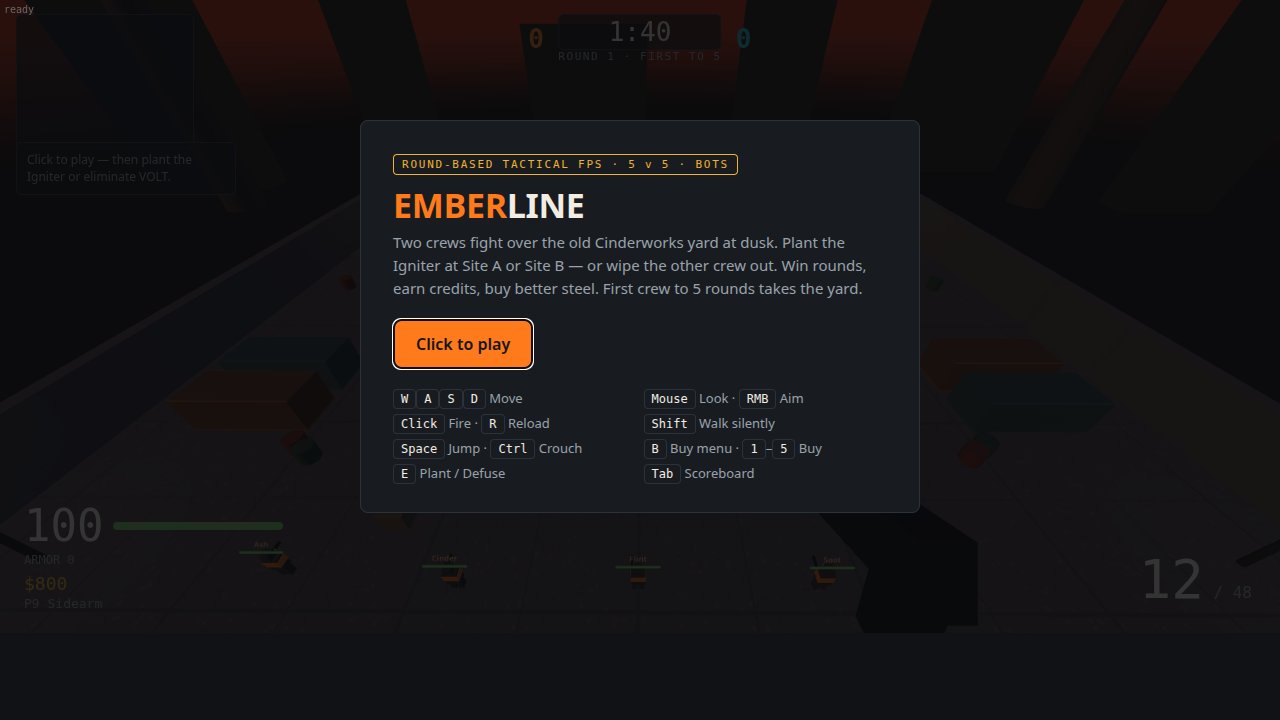 ready
0 1:40 0
ROUND 1 · FIRST TO 5
Click to play — then plant the
Igniter or eliminate VOLT.
ROUND-BASED TACTICAL FPS · 5 v 5 · BOTS
EMBERLINE
Two crews fight over the old Cinderworks yard at dusk. Plant the
Igniter at Site A or Site B — or wipe the other crew out. Win rounds,
earn credits, buy better steel. First crew to 5 rounds takes the yard.
Click to play
W A S D Move
Mouse Look · RMB Aim
Click Fire · R Reload
Shift Walk silently
Space Jump · Ctrl Crouch
B Buy menu · 1–5 Buy
E Plant / Defuse
Tab Scoreboard
100
ARMOR 0
$800
P9 Sidearm
Ash
Cinder
Flint
Soot
12 / 48